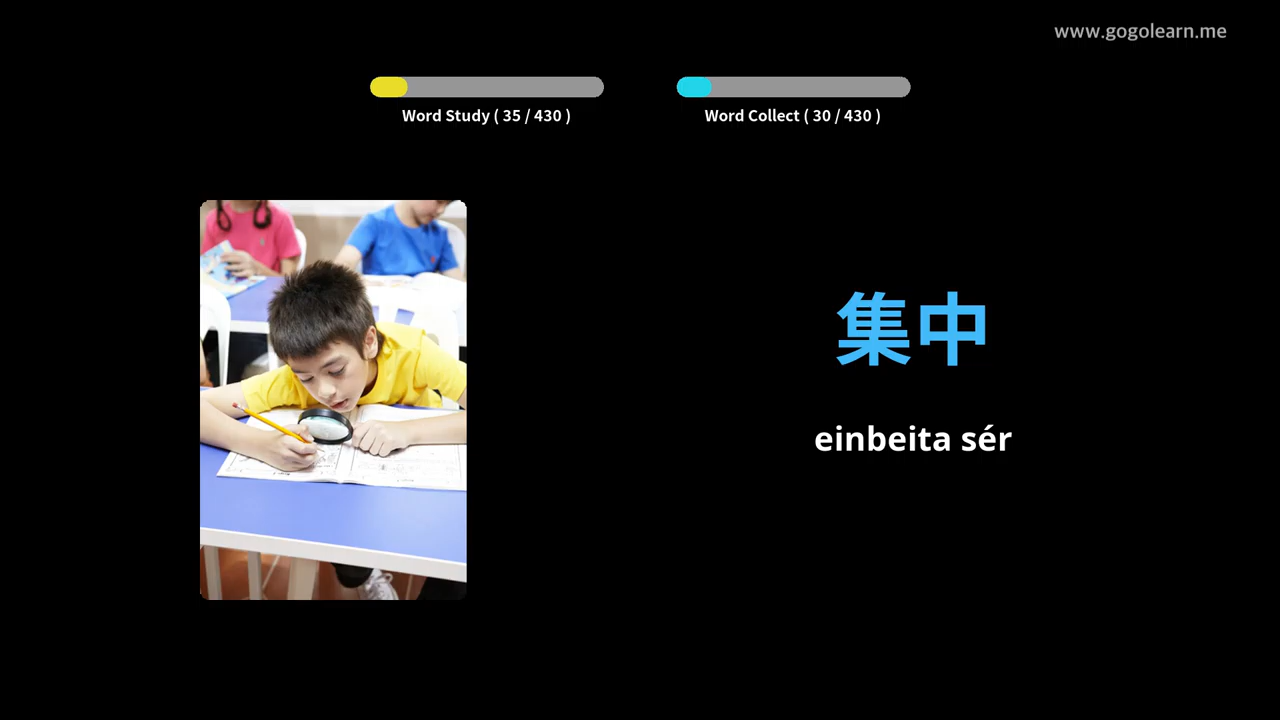 www.gogolearn.me
Word Study ( 35 / 430 )
Word Collect ( 30 / 430 )
集中
einbeita sér